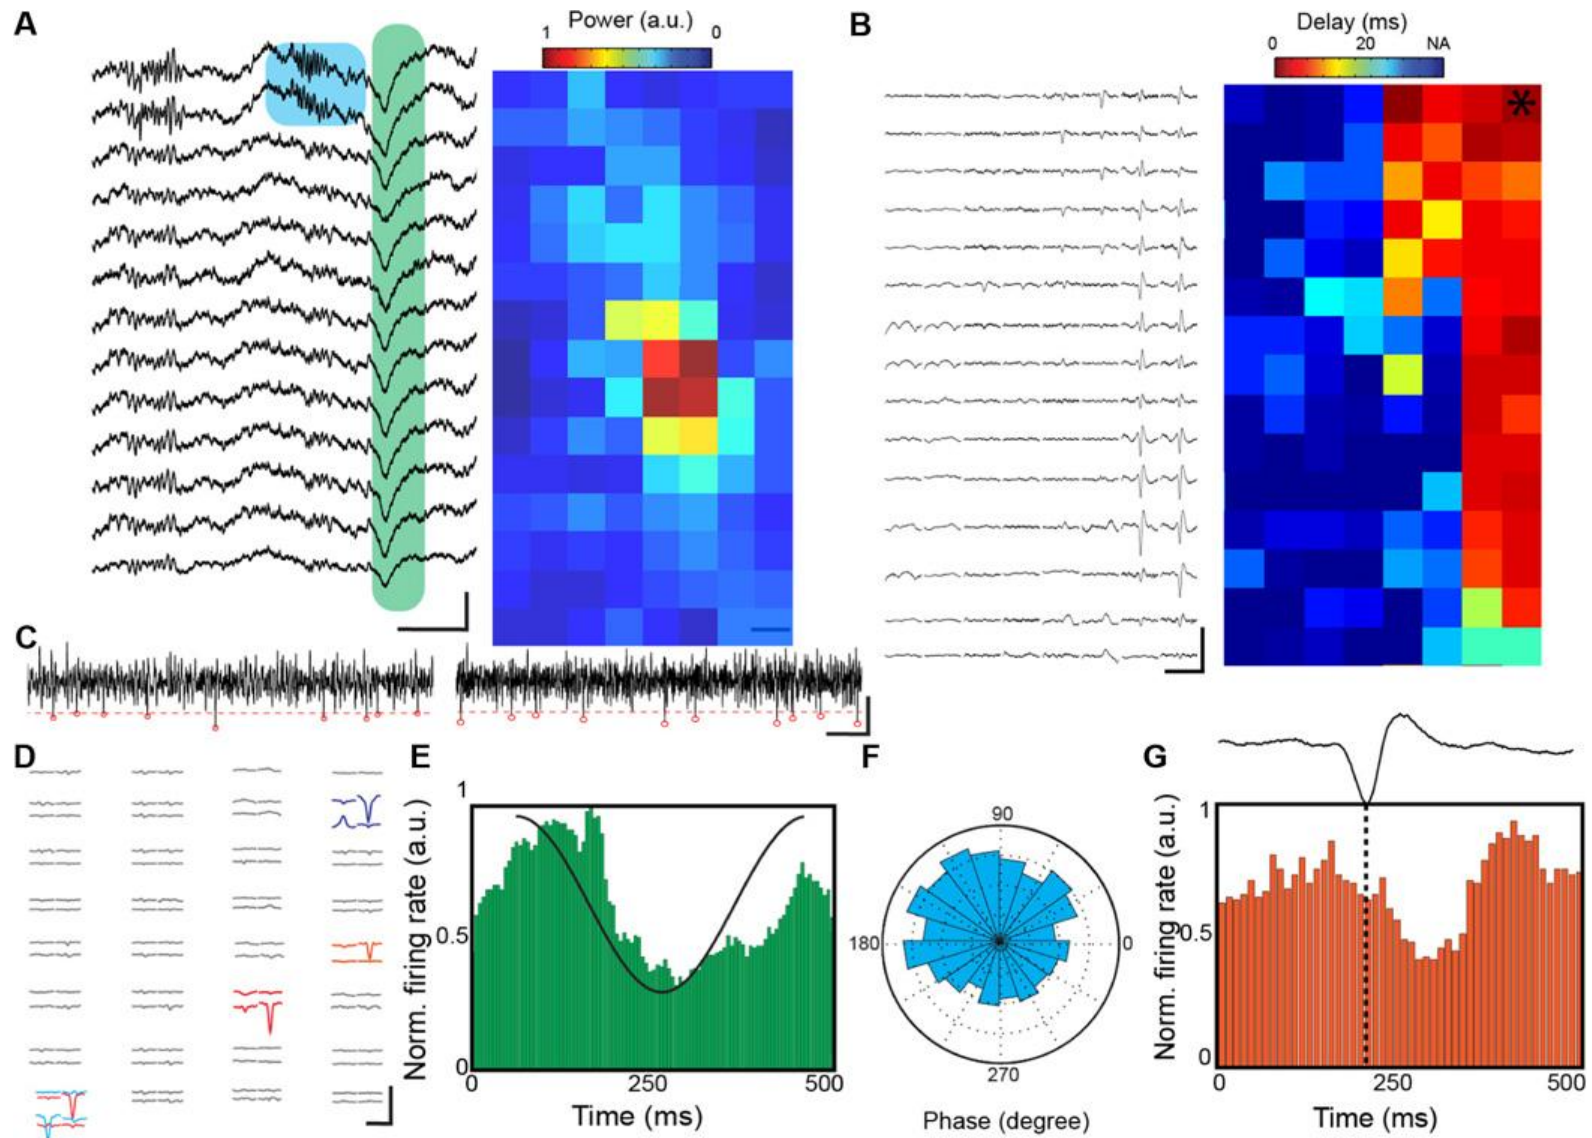 A
Power (a.u.)
1
0
B
Delay (ms)
0
20
NA
*
C
D
E
1
0.5
0
Norm. firing rate (a.u.)
0
250
500
Time (ms)
F
90
180
0
270
Phase (degree)
G
1
0.5
0
Norm. firing rate (a.u.)
0
250
500
Time (ms)